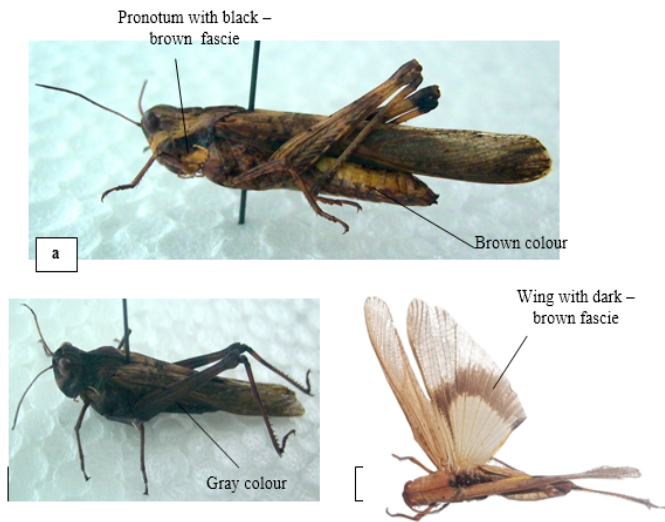 Pronotum with black –
brown fascie
Brown colour
a
Wing with dark –
brown fascie
Gray colour